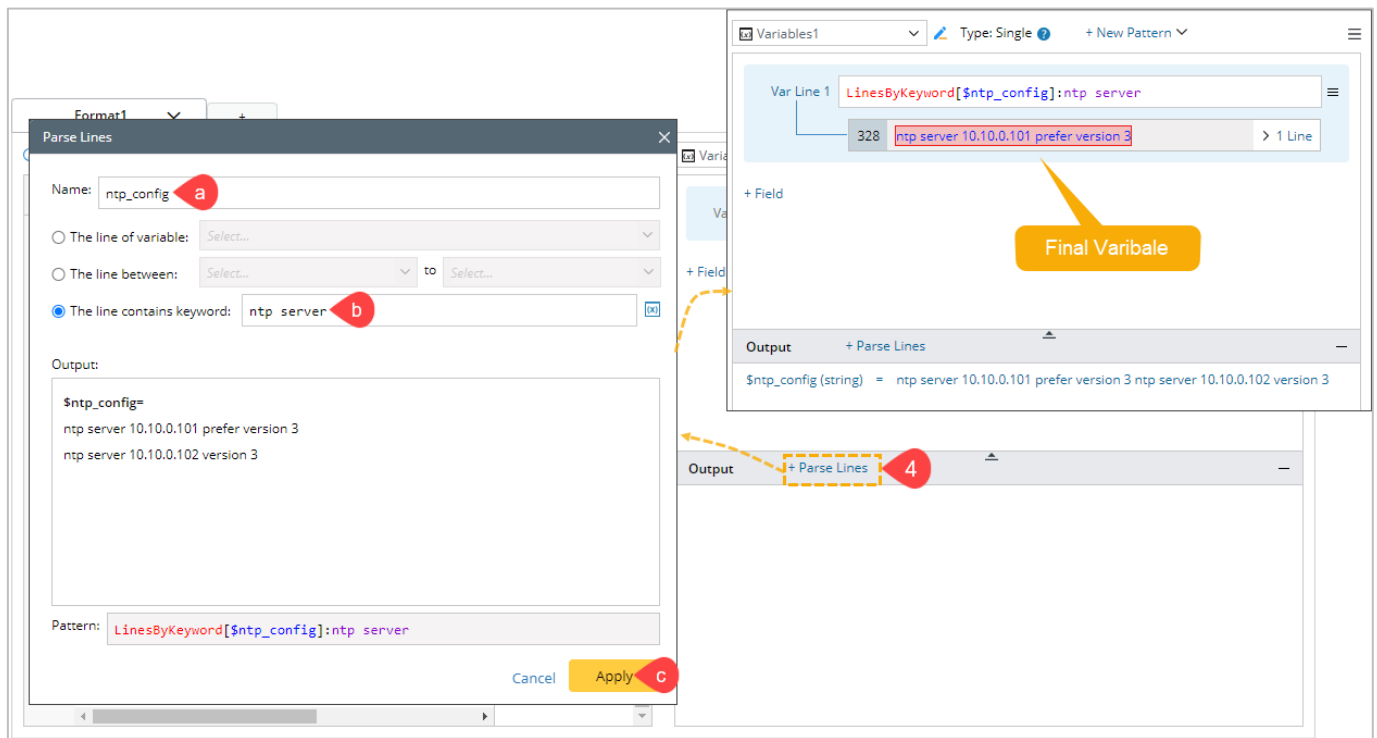 Variables1
Type: Single ?
+ New Pattern
Var Line 1
LinesByKeyword[$ntp_config]:ntp server
328
ntp server 10.10.0.101 prefer version 3
> 1 Line
+ Field
Final Varibale
Output
+ Parse Lines
$ntp_config (string) = ntp server 10.10.0.101 prefer version 3 ntp server 10.10.0.102 version 3
Format1
+
Parse Lines
Name:
ntp_config
a
The line of variable:
Select...
The line between:
Select...
to
Select...
The line contains keyword:
ntp server
b
(x)
Output:
$ntp_config=
ntp server 10.10.0.101 prefer version 3
ntp server 10.10.0.102 version 3
Pattern:
LinesByKeyword[$ntp_config]:ntp server
Cancel
Apply
c
Varia
Va
+ Field
Output
+ Parse Lines
4